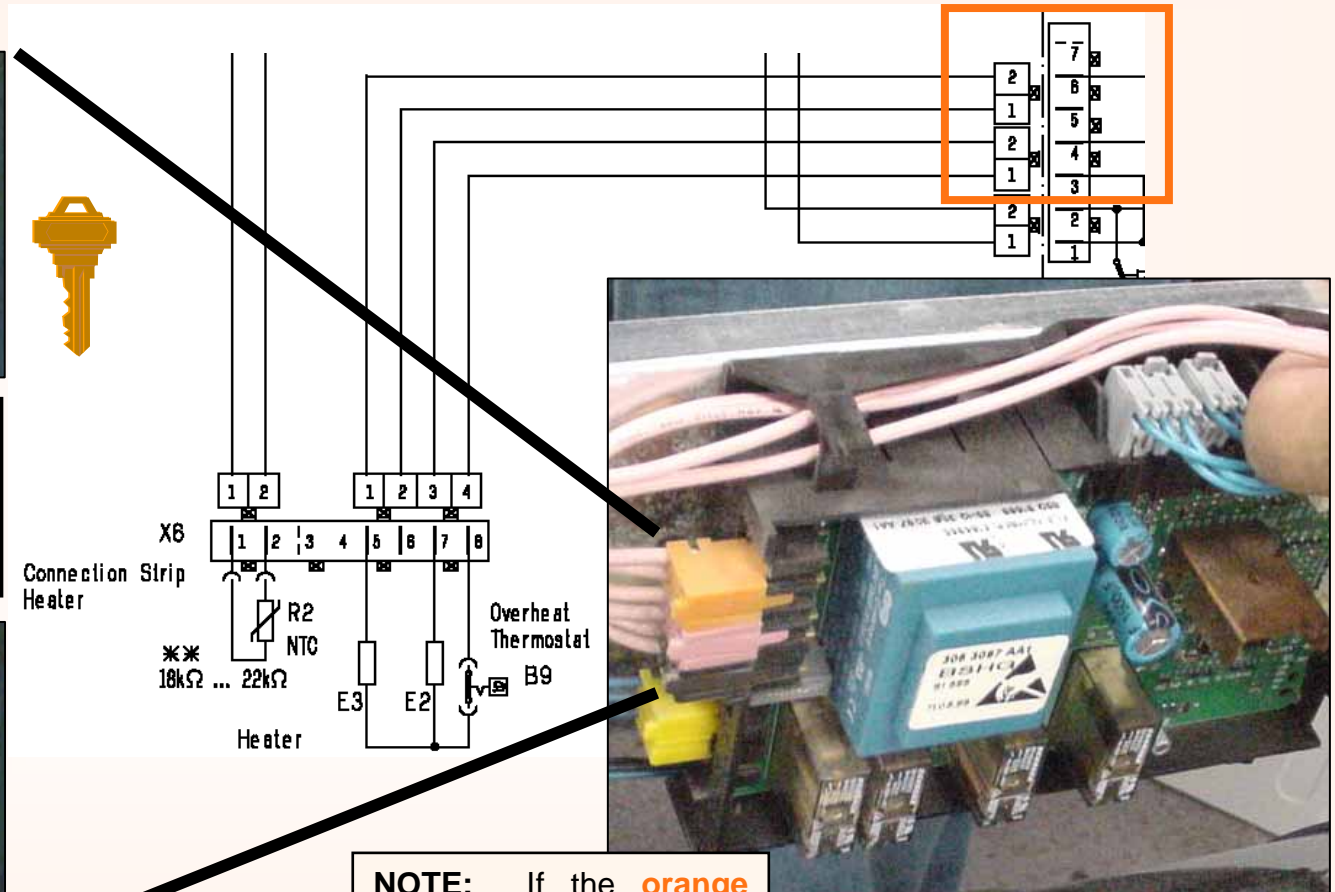 7
2
6
1
5
2
4
1
3
2
2
1
1
1 2
1 2 3 4
X6
1 2 3 4 5 6 7 8
Connection Strip
Heater
R2
NTC
**
18kΩ ... 22kΩ
Overheat
Thermostat
B9
E3
E2
Heater
306 3087 AA1
NOTE: If the orange